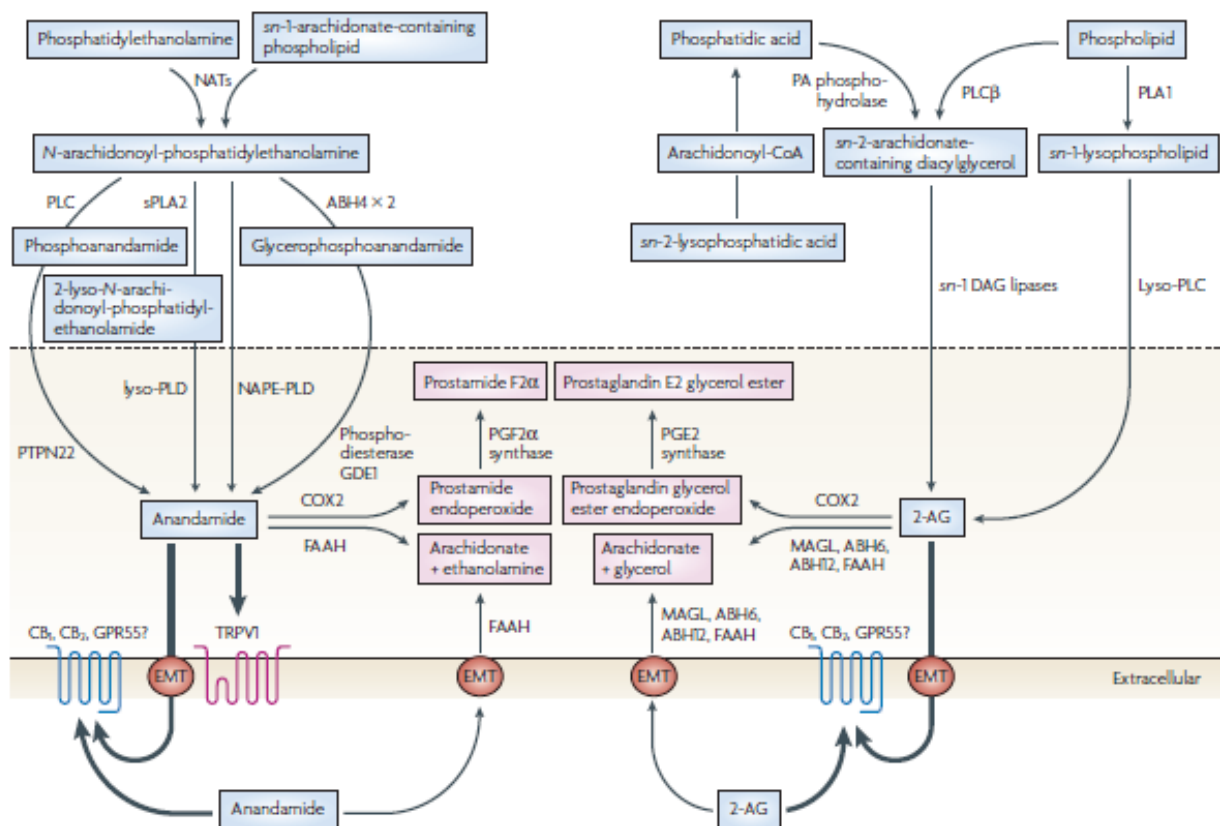 Phosphatidylethanolamine
sn-1-arachidonate-containing
phospholipid
Phosphatidic acid
Phospholipid
NATs
PA phospho-
hydrolase
PLCβ
PLA1
N-arachidonoyl-phosphatidylethanolamine
Arachidonoyl-CoA
sn-2-arachidonate-
containing diacylglycerol
sn-1-lysophospholipid
PLC
sPLA2
ABH4 × 2
Phosphoanandamide
Glycerophosphoanandamide
sn-2-lysophosphatidic acid
2-lyso-N-arachi-
donoyl-phosphatidyl-
ethanolamide
sn-1 DAG lipases
Lyso-PLC
lyso-PLD
NAPE-PLD
Prostamide F2α
Prostaglandin E2 glycerol ester
PTPN22
Phospho-
diesterase
GDE1
PGF2α
synthase
PGE2
synthase
Anandamide
COX2
FAAH
Prostamide
endoperoxide
Prostaglandin glycerol
ester endoperoxide
COX2
2-AG
Arachidonate
+ ethanolamine
Arachidonate
+ glycerol
MAGL, ABH6,
ABH12, FAAH
CB₁, CB₂, GPR55?
TRPV1
FAAH
MAGL, ABH6,
ABH12, FAAH
CB₁, CB₂, GPR55?
EMT
EMT
EMT
EMT
Extracellular
Anandamide
2-AG